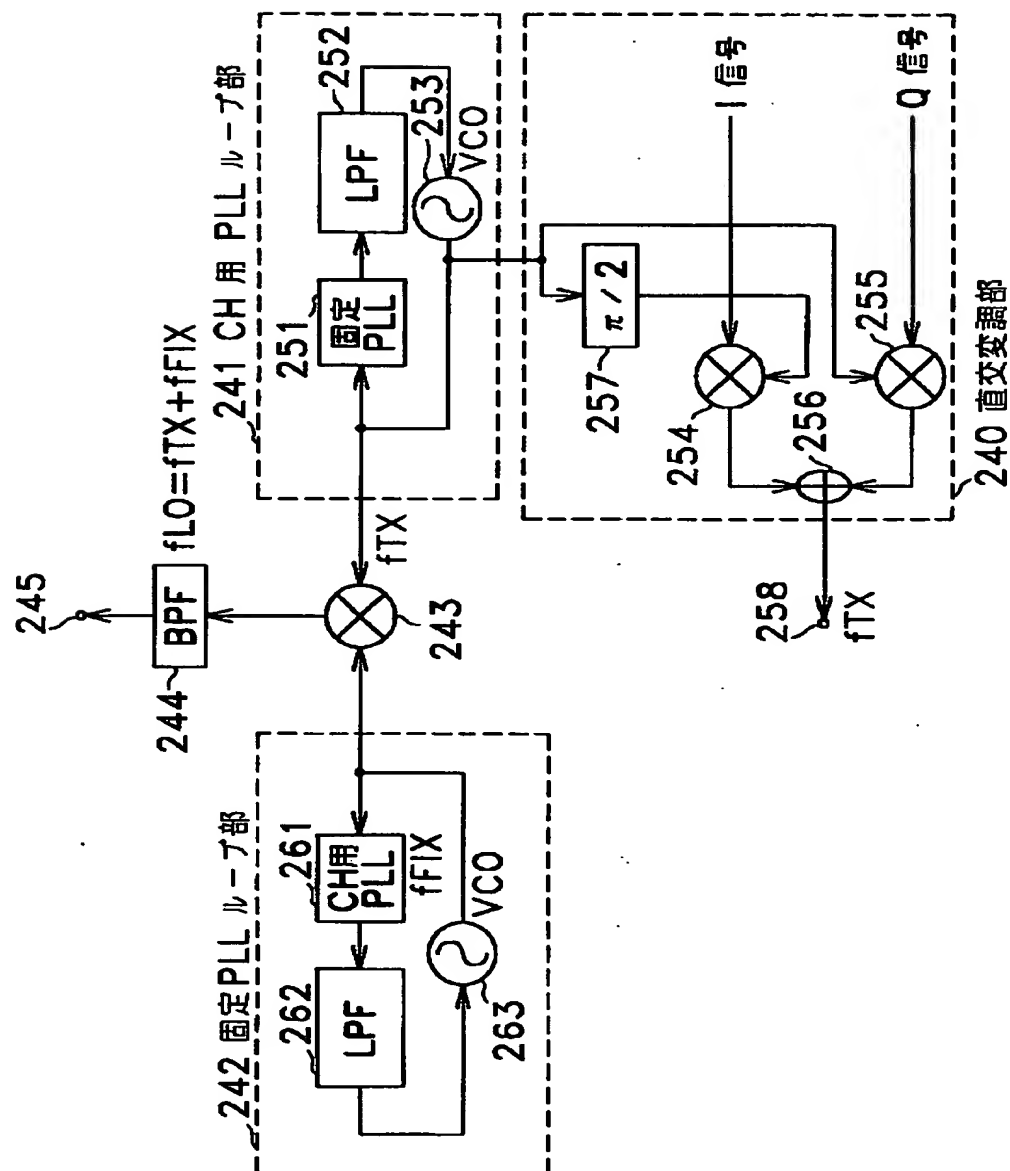 245
244
BPF
fLO=fTX+fFIX
242 固定PLLループ部
262
LPF
261
CH用
PLL
fFIX
263
VCO
243
fTX
241 CH用 PLLループ部
251
固定
PLL
252
LPF
253
VCO
257
π/2
254
255
256
I 信号
Q 信号
258
fTX
240 直交変調部